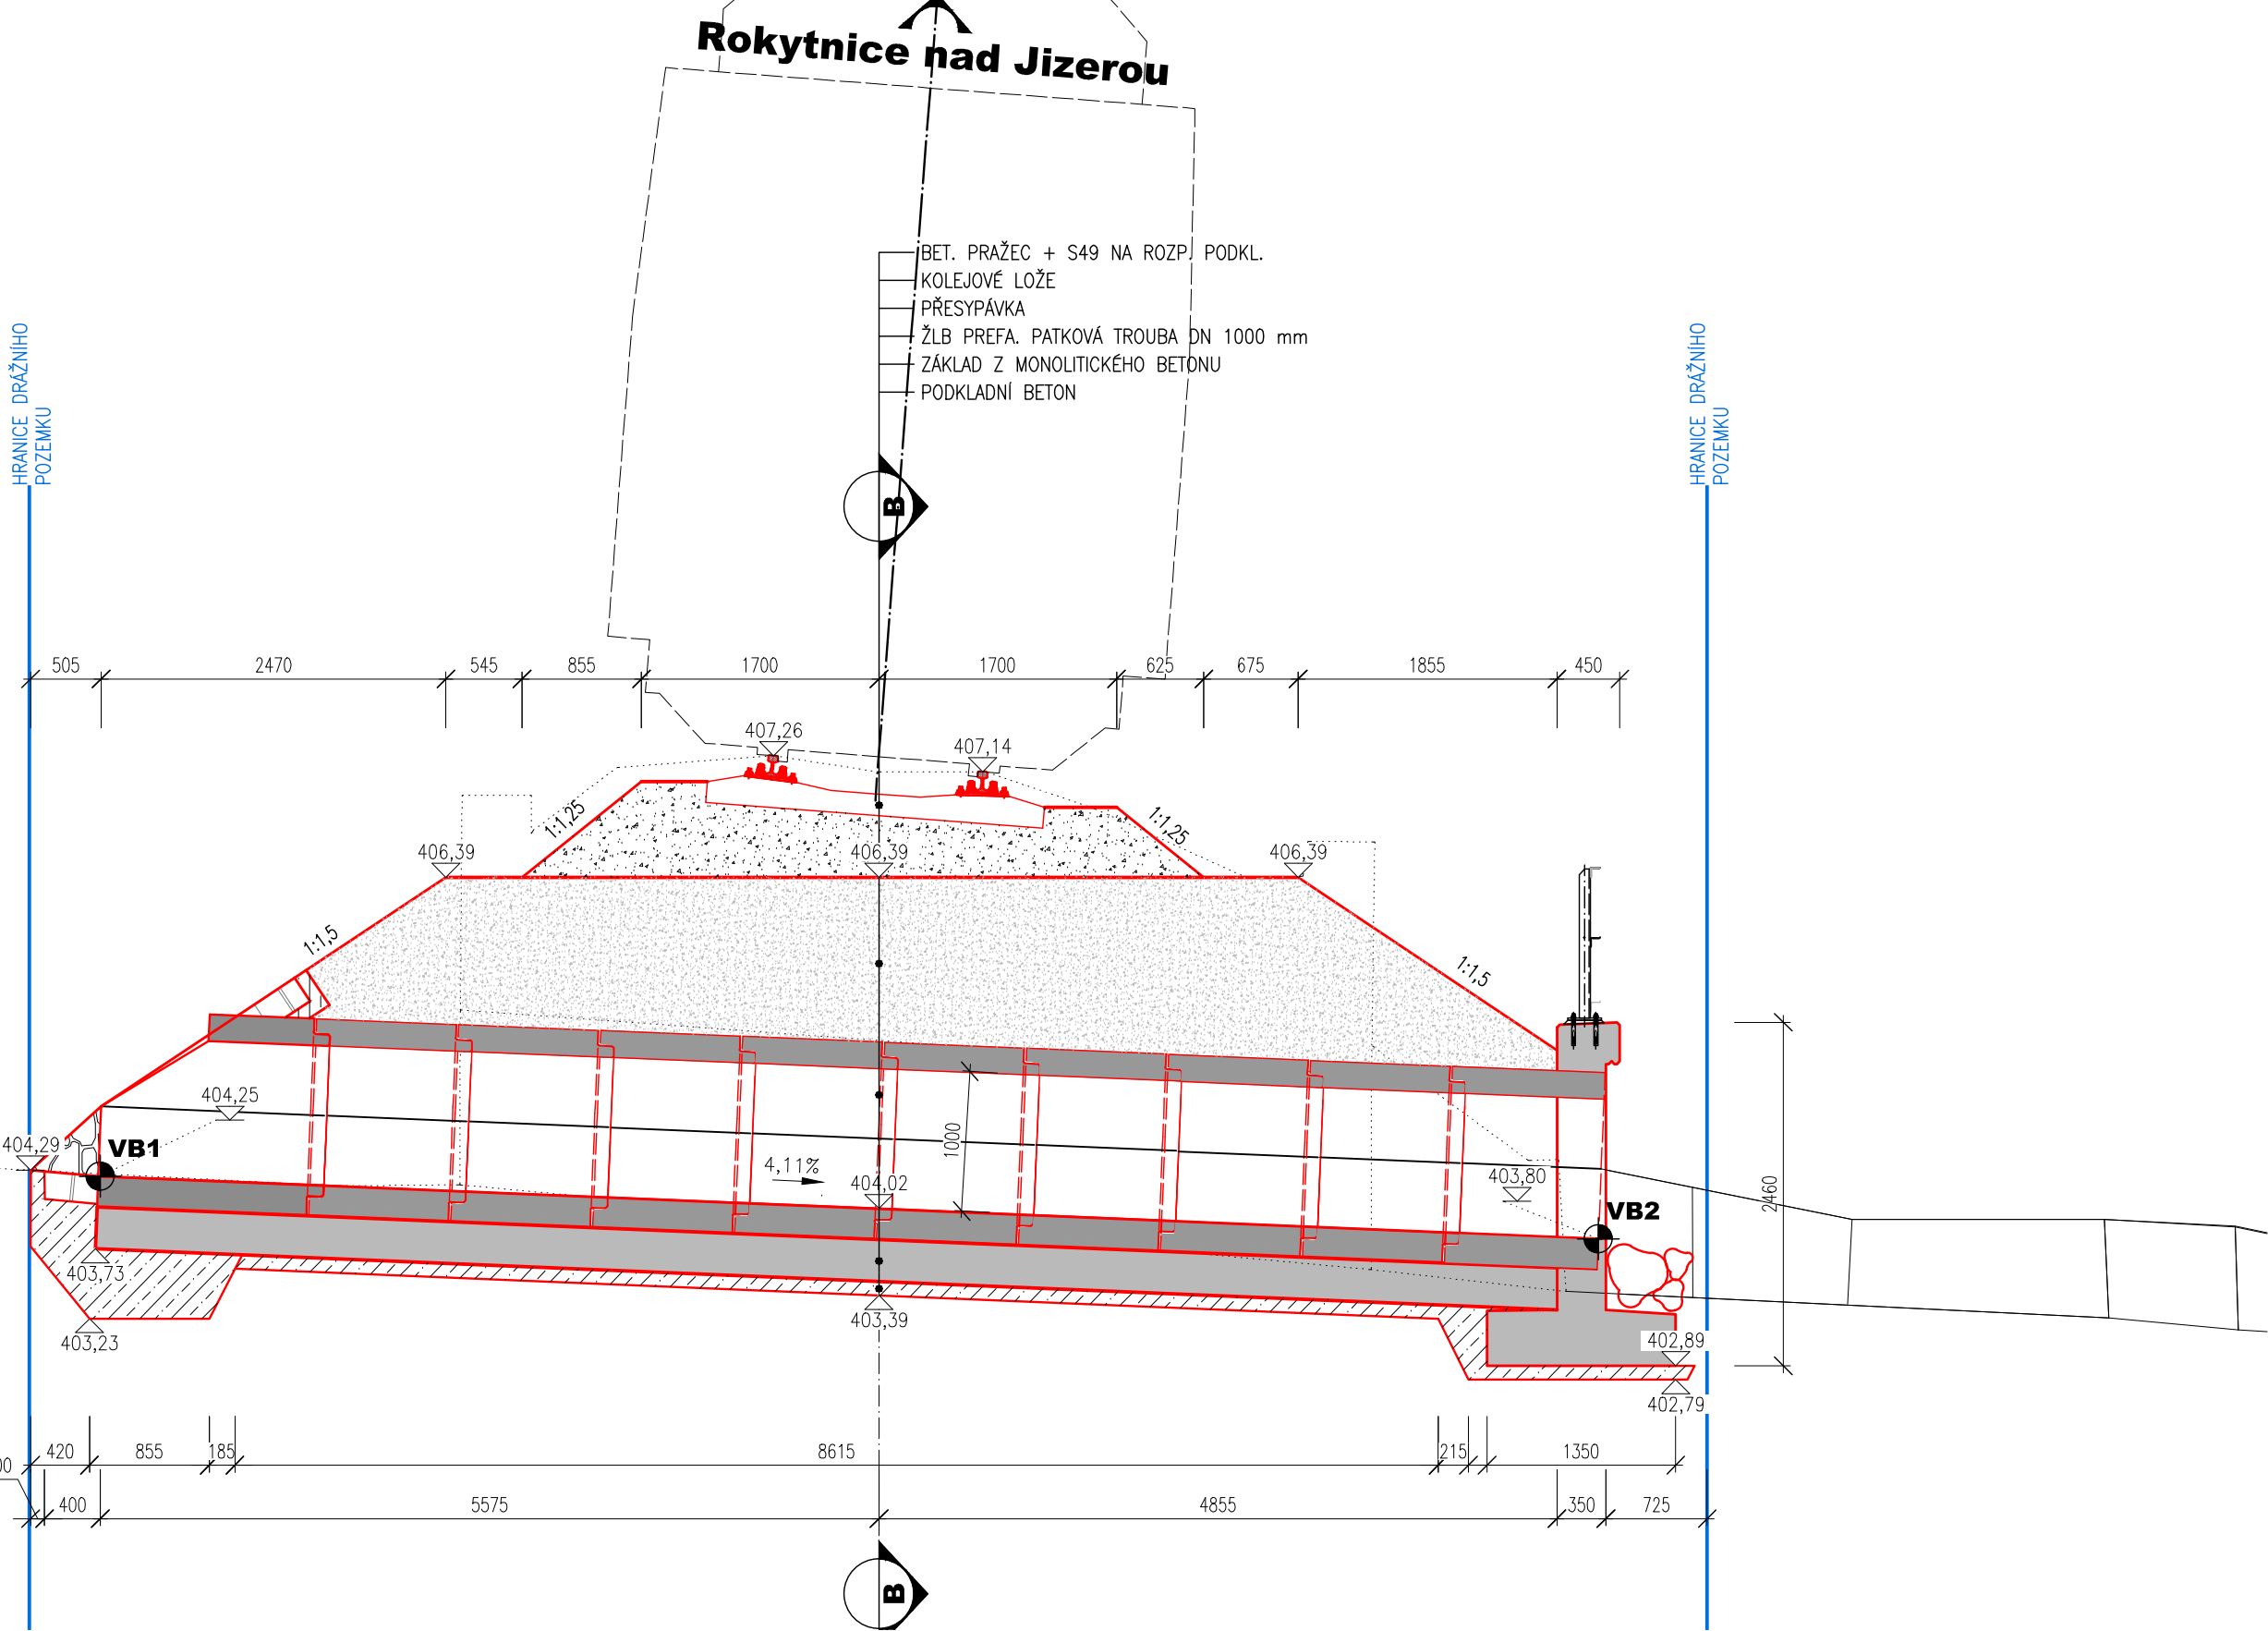 Rokytnice nad Jizerou
BET. PRAŽEC + S49 NA ROZP. PODKL.
KOLEJOVÉ LOŽE
PŘESYPÁVKA
ŽLB PREFA. PATKOVÁ TROUBA DN 1000 mm
ZÁKLAD Z MONOLITICKÉHO BETONU
PODKLADNÍ BETON
HRANICE DRÁŽNÍHO
POZEMKU
HRANICE DRÁŽNÍHO
POZEMKU
B
505 2470 545 855 1700 1700 625 675 1855 450
407,26
407,14
1:1,25
1:1,25
406,39 406,39 406,39
1:1,5
1:1,5
404,25
404,29
VB1
1000
4,11%
404,02
403,80
2460
VB2
403,73
403,39
403,23
402,89
402,79
420 855 185 8615 215 1350
400 5575 4855 350 725
B